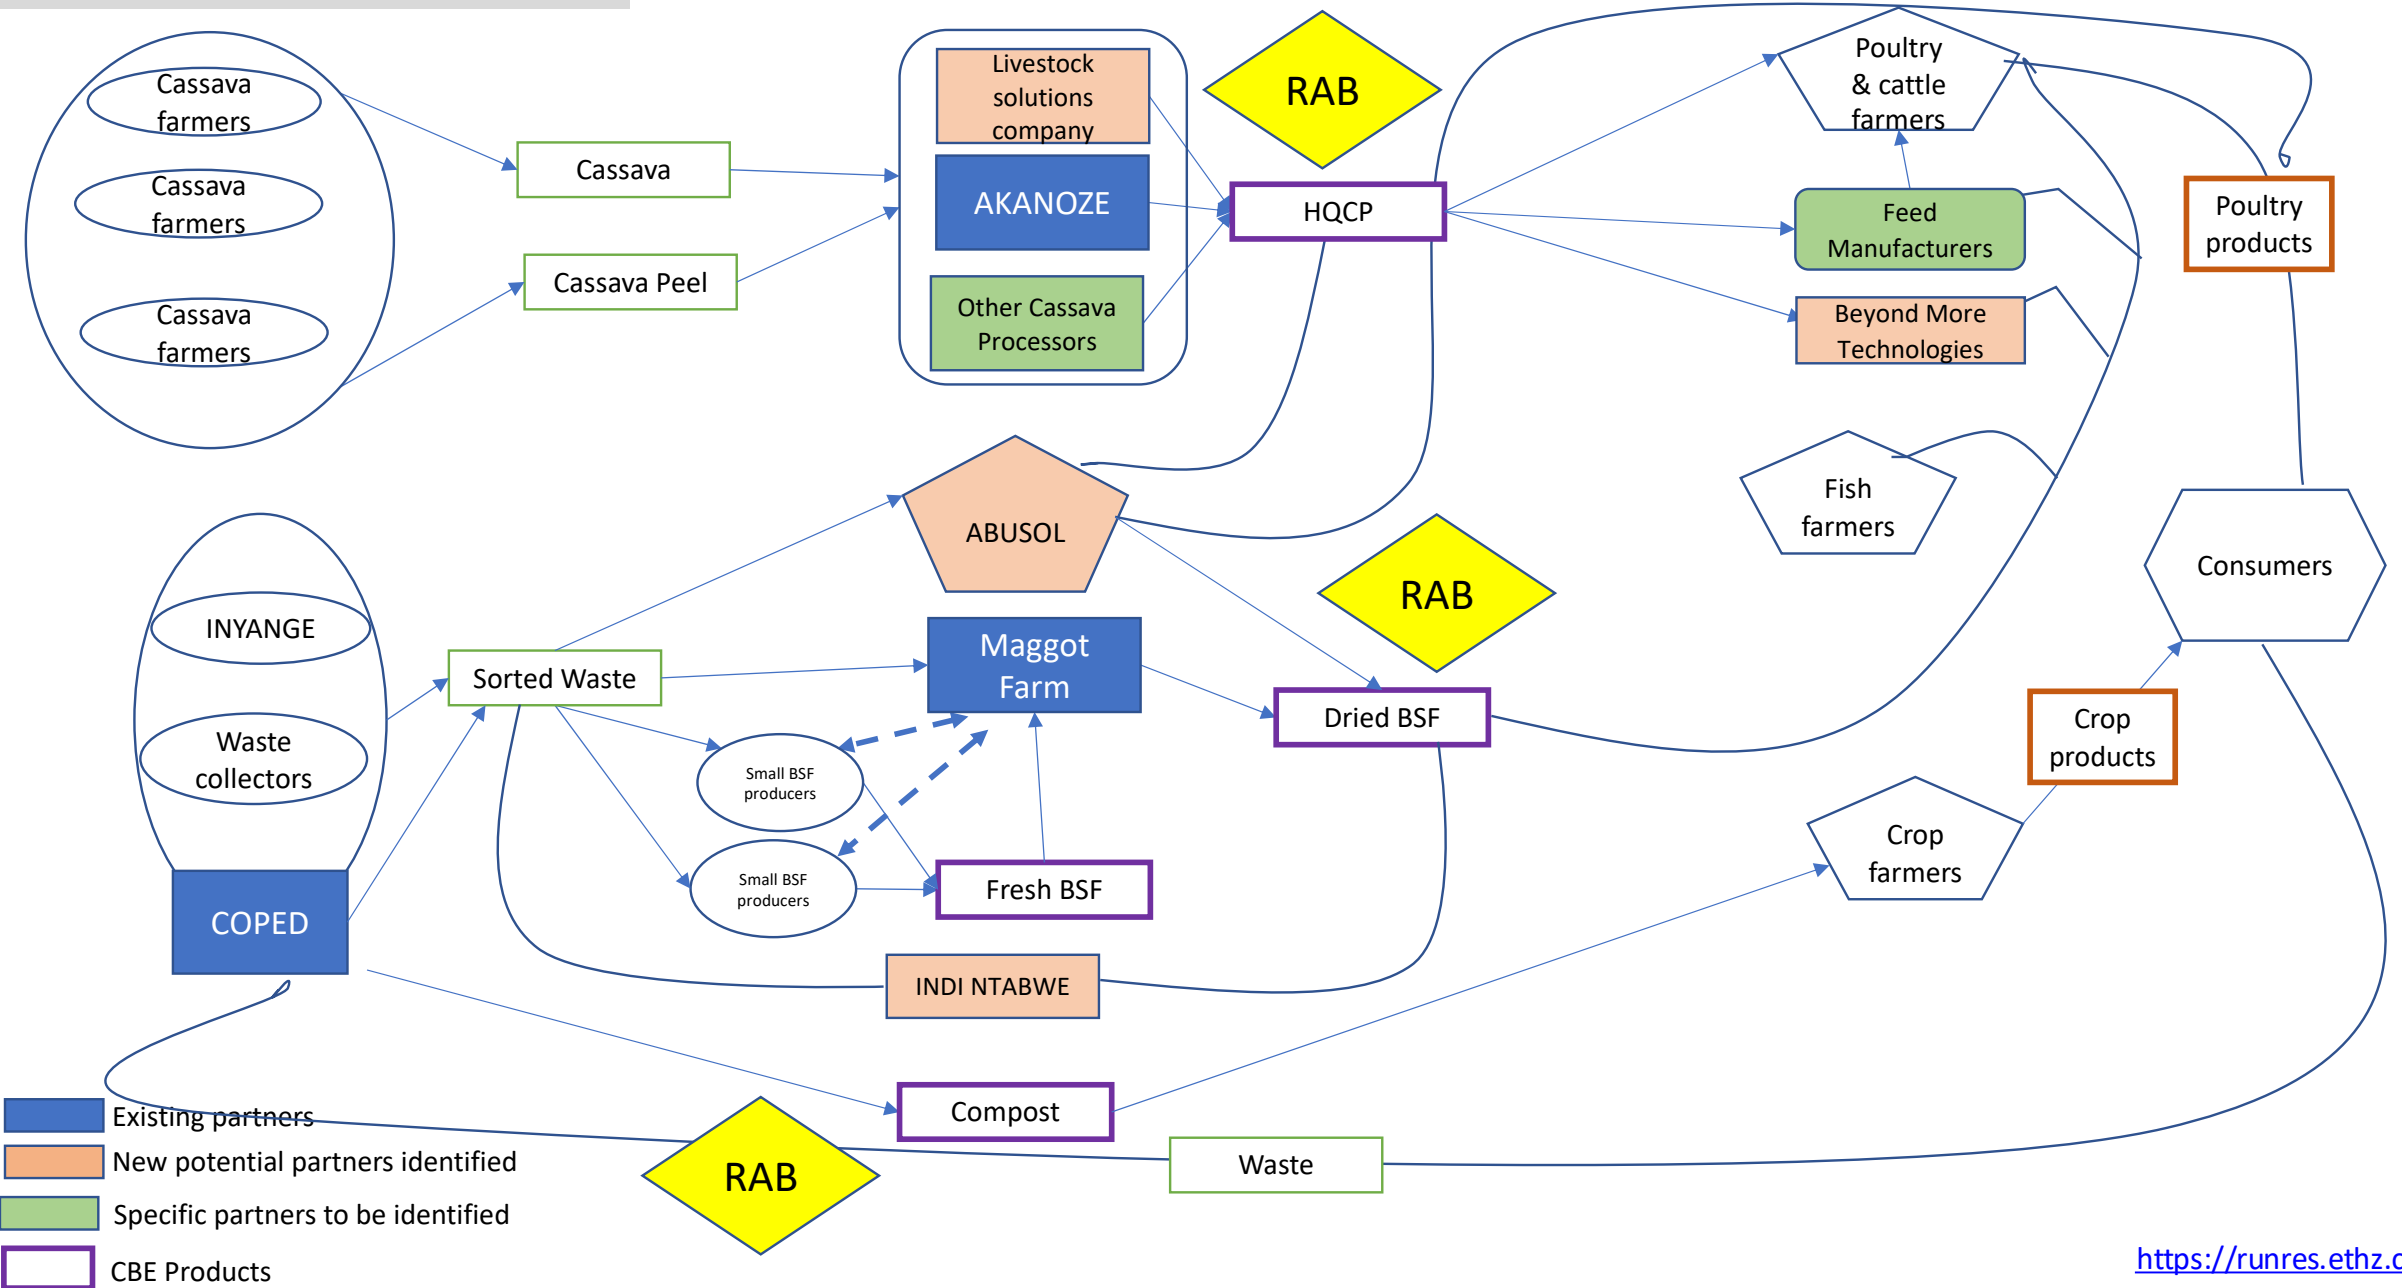 Cassava
farmers
Cassava
farmers
Cassava
farmers
Cassava
Cassava Peel
Livestock
solutions
company
AKANOZE
Other Cassava
Processors
RAB
HQCP
Poultry
& cattle
farmers
Feed
Manufacturers
Beyond More
Technologies
Poultry
products
Fish
farmers
Consumers
ABUSOL
RAB
INYANGE
Waste
collectors
COPED
Sorted Waste
Maggot
Farm
Dried BSF
Small BSF
producers
Small BSF
producers
Fresh BSF
INDI NTABWE
Crop
products
Crop
farmers
Compost
Waste
RAB
Existing partners
New potential partners identified
Specific partners to be identified
CBE Products
https://runres.ethz.c